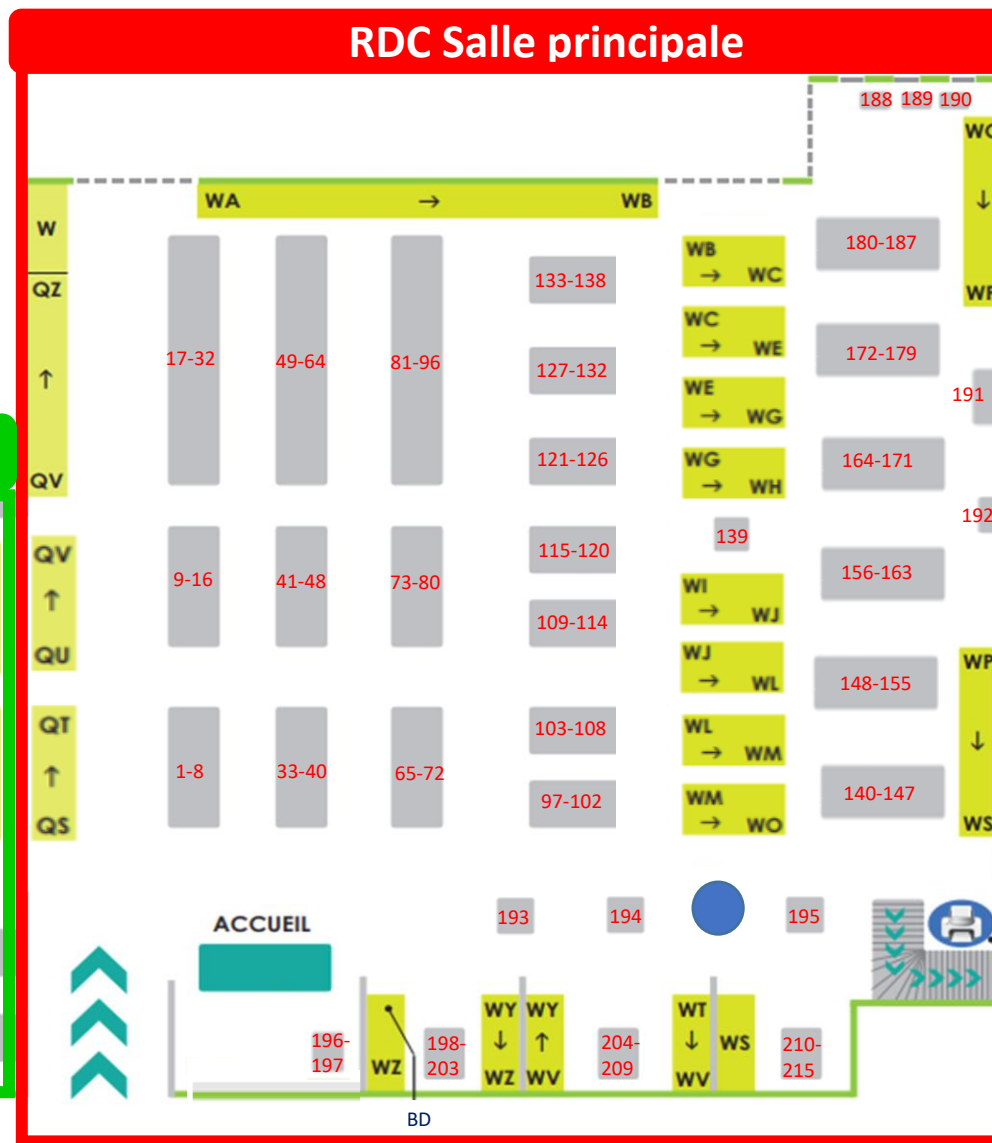 RDC Salle principale
188 189 190
WA → WB
W
QZ
↑
QV
QV
↑
QU
QT
↑
QS
17-32
49-64
81-96
9-16
41-48
73-80
1-8
33-40
65-72
133-138
127-132
121-126
115-120
109-114
103-108
97-102
WB
→ WC
WC
→ WE
WE
→ WG
WG
→ WH
139
WI
→ WJ
WJ
→ WL
WL
→ WM
WM
→ WO
180-187
172-179
164-171
156-163
148-155
140-147
↓
191
192
↓
ACCUEIL
193
194
195
196-
197
WZ
BD
198-
203
WY
↓
WZ
WY
↑
WV
204-
209
WT
↓
WV
WS
210-
215